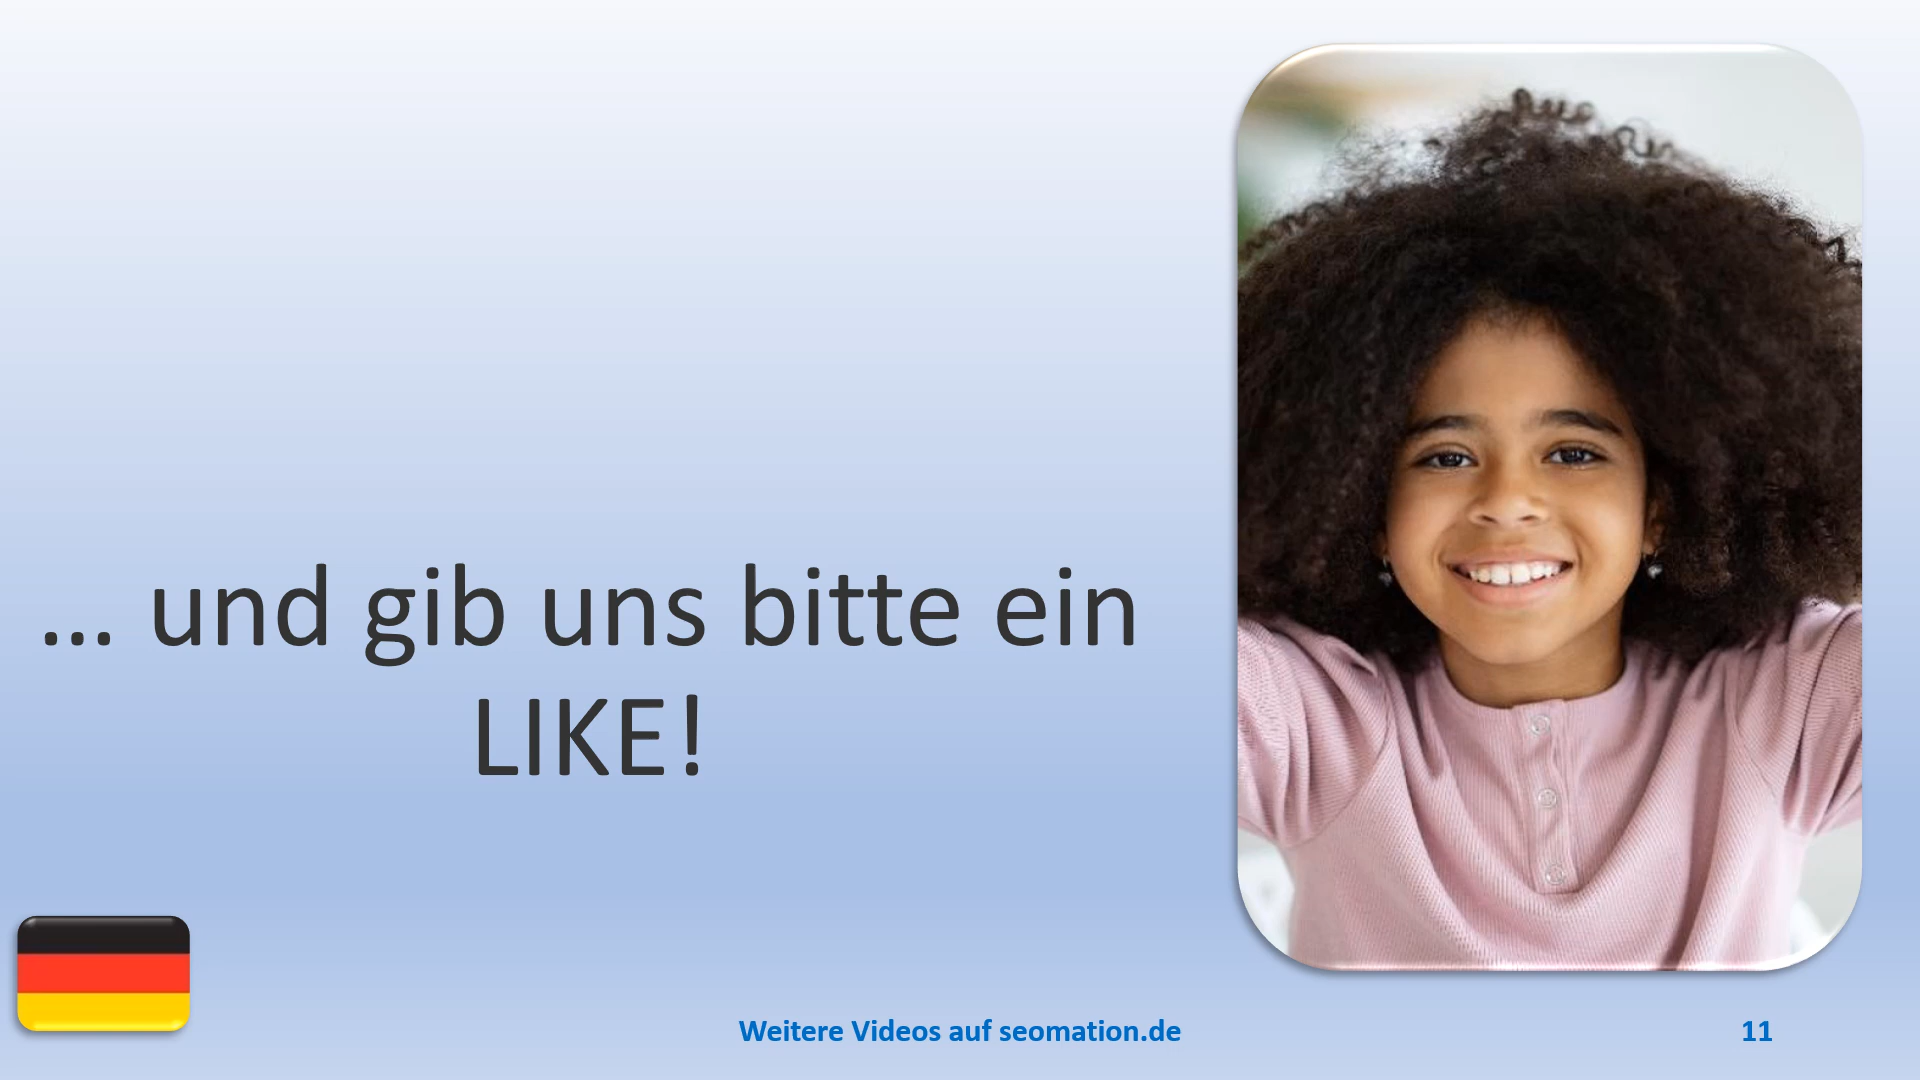 ... und gib uns bitte ein
LIKE!
Weitere Videos auf seomation.de
11